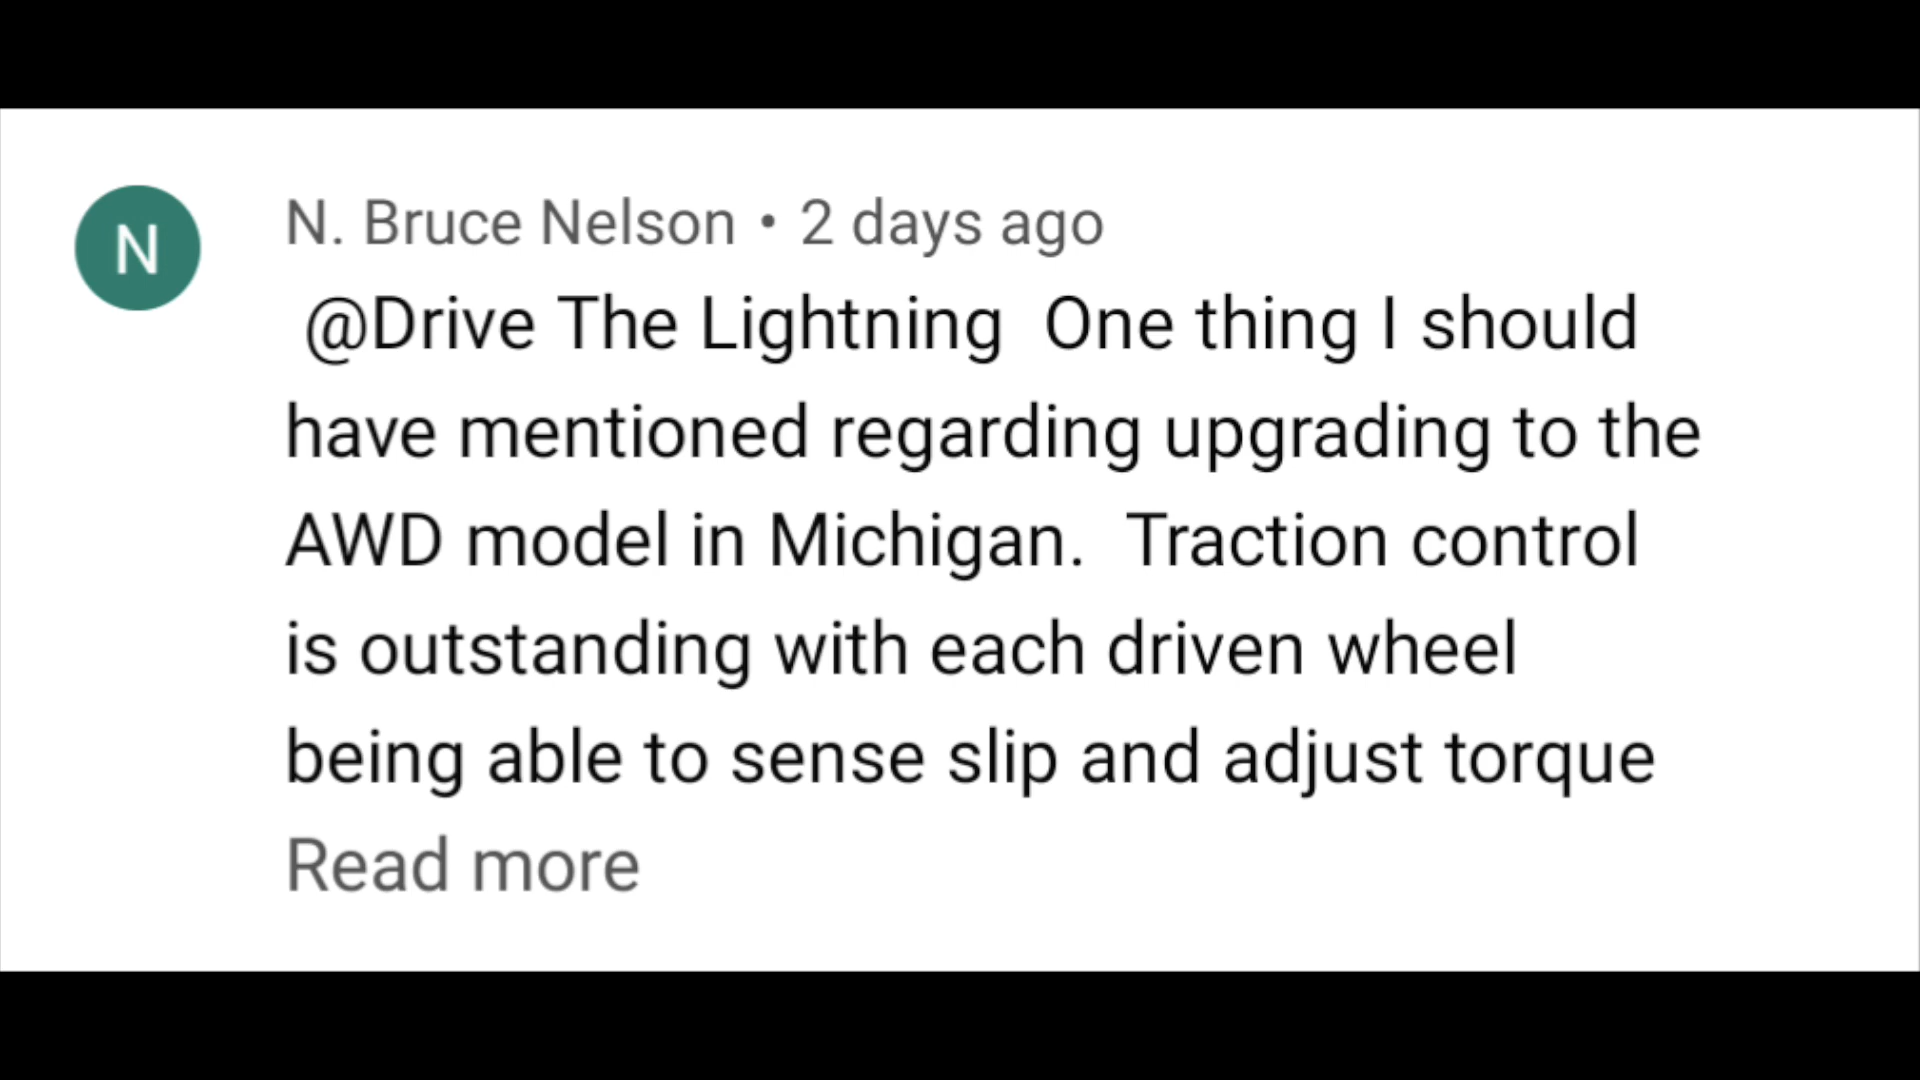 N
N. Bruce Nelson • 2 days ago
@Drive The Lightning  One thing I should
have mentioned regarding upgrading to the
AWD model in Michigan.  Traction control
is outstanding with each driven wheel
being able to sense slip and adjust torque
Read more